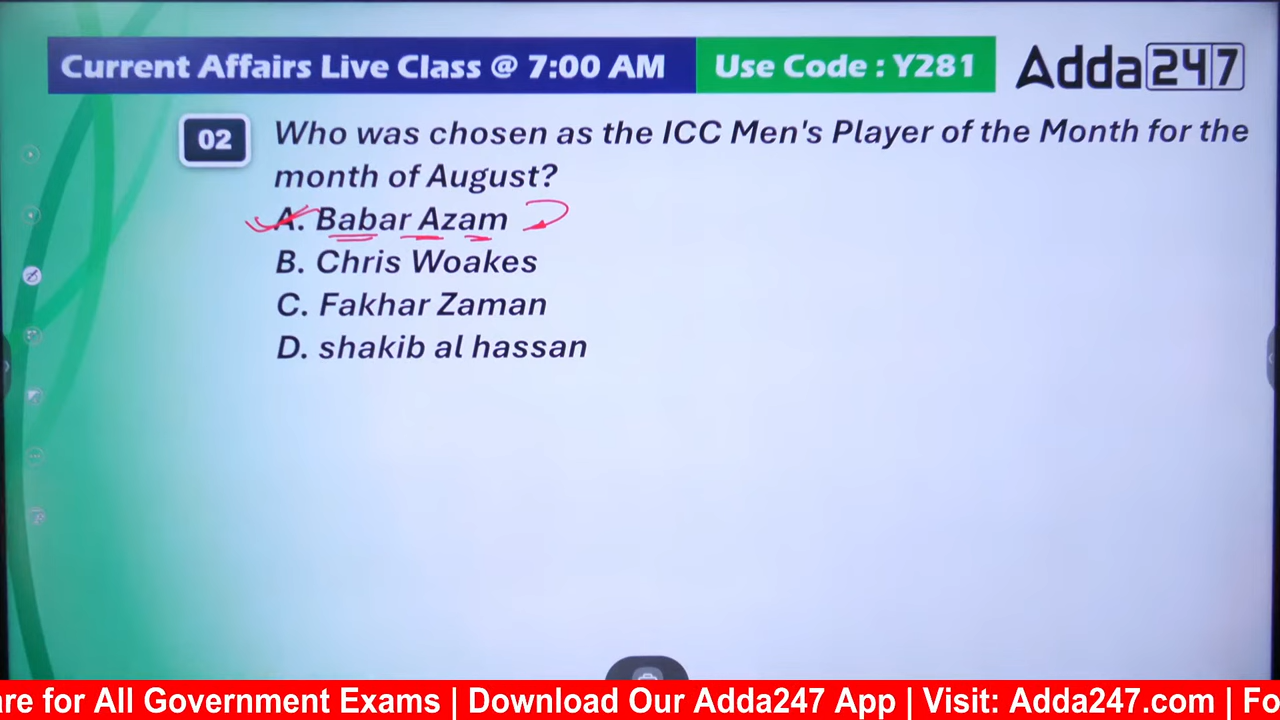 Current Affairs Live Class @ 7:00 AM
Use Code : Y281
Adda247
02
Who was chosen as the ICC Men's Player of the Month for the
month of August?
A. Babar Azam
B. Chris Woakes
C. Fakhar Zaman
D. shakib al hassan
are for All Government Exams | Download Our Adda247 App | Visit: Adda247.com | Fo